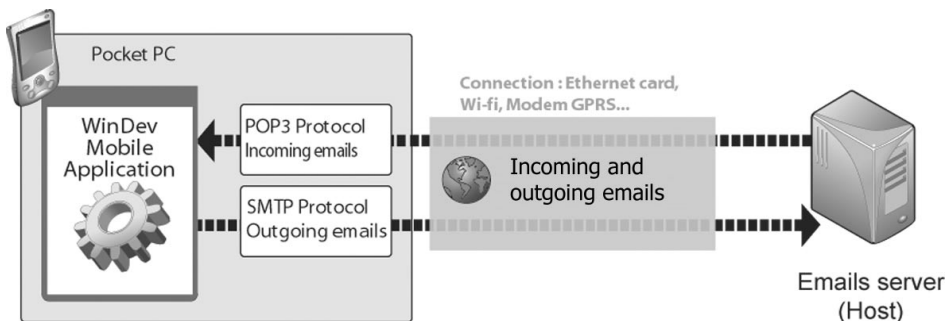 Pocket PC
Connection : Ethernet card,
Wi-fi, Modem GPRS...
WinDev
Mobile
Application
POP3 Protocol
Incoming emails
Incoming and
outgoing emails
SMTP Protocol
Outgoing emails
Emails server
(Host)